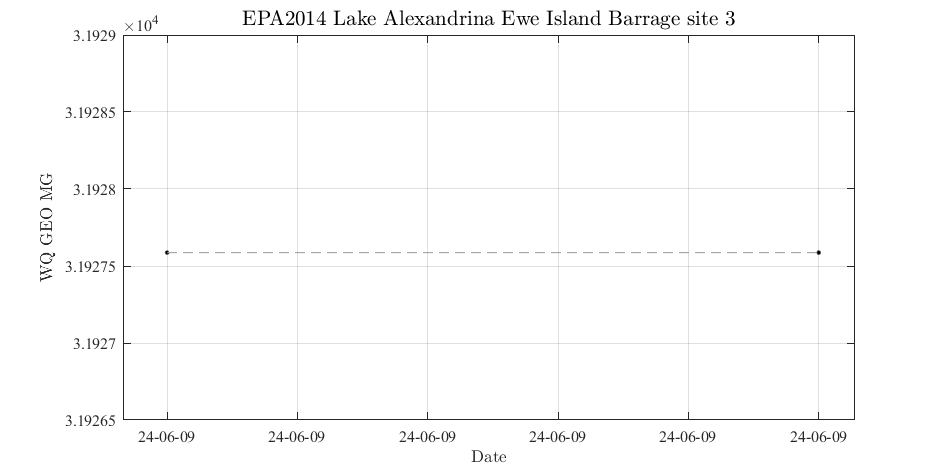 EPA2014 Lake Alexandrina Ewe Island Barrage site 3
×10⁴
3.1929
3.19285
3.1928
3.19275
3.1927
3.19265
WQ GEO MG
24-06-09 24-06-09 24-06-09 24-06-09 24-06-09 24-06-09
Date